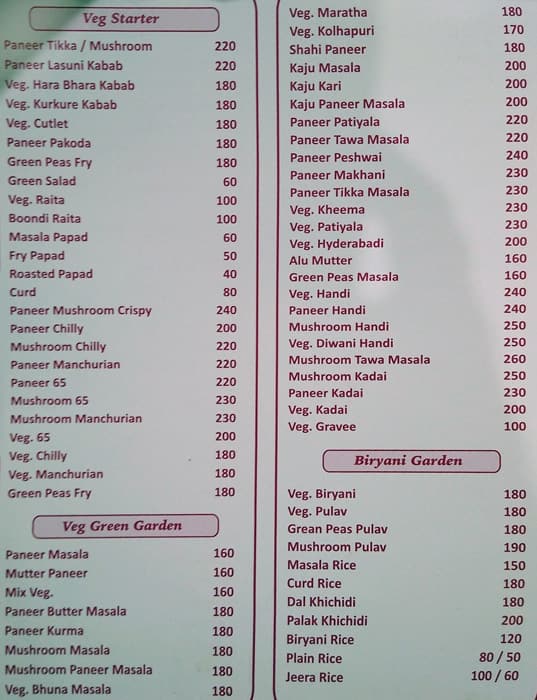 Veg Starter
Paneer Tikka / Mushroom 220
Paneer Lasuni Kabab 220
Veg. Hara Bhara Kabab 180
Veg. Kurkure Kabab 180
Veg. Cutlet 180
Paneer Pakoda 180
Green Peas Fry 180
Green Salad 60
Veg. Raita 100
Boondi Raita 100
Masala Papad 60
Fry Papad 50
Roasted Papad 40
Curd 80
Paneer Mushroom Crispy 240
Paneer Chilly 200
Mushroom Chilly 220
Paneer Manchurian 220
Paneer 65 220
Mushroom 65 230
Mushroom Manchurian 230
Veg. 65 200
Veg. Chilly 180
Veg. Manchurian 180
Green Peas Fry 180
Veg Green Garden
Paneer Masala 160
Mutter Paneer 160
Mix Veg. 160
Paneer Butter Masala 180
Paneer Kurma 180
Mushroom Masala 180
Mushroom Paneer Masala 180
Veg. Bhuna Masala 180
Veg. Maratha 180
Veg. Kolhapuri 170
Shahi Paneer 180
Kaju Masala 200
Kaju Kari 200
Kaju Paneer Masala 200
Paneer Patiyala 220
Paneer Tawa Masala 220
Paneer Peshwai 240
Paneer Makhani 230
Paneer Tikka Masala 230
Veg. Kheema 230
Veg. Patiyala 230
Veg. Hyderabadi 200
Alu Mutter 160
Green Peas Masala 160
Veg. Handi 240
Paneer Handi 240
Mushroom Handi 250
Veg. Diwani Handi 250
Mushroom Tawa Masala 260
Mushroom Kadai 250
Paneer Kadai 230
Veg. Kadai 200
Veg. Gravee 100
Biryani Garden
Veg. Biryani 180
Veg. Pulav 180
Grean Peas Pulav 180
Mushroom Pulav 190
Masala Rice 150
Curd Rice 180
Dal Khichidi 180
Palak Khichidi 200
Biryani Rice 120
Plain Rice 80 / 50
Jeera Rice 100 / 60